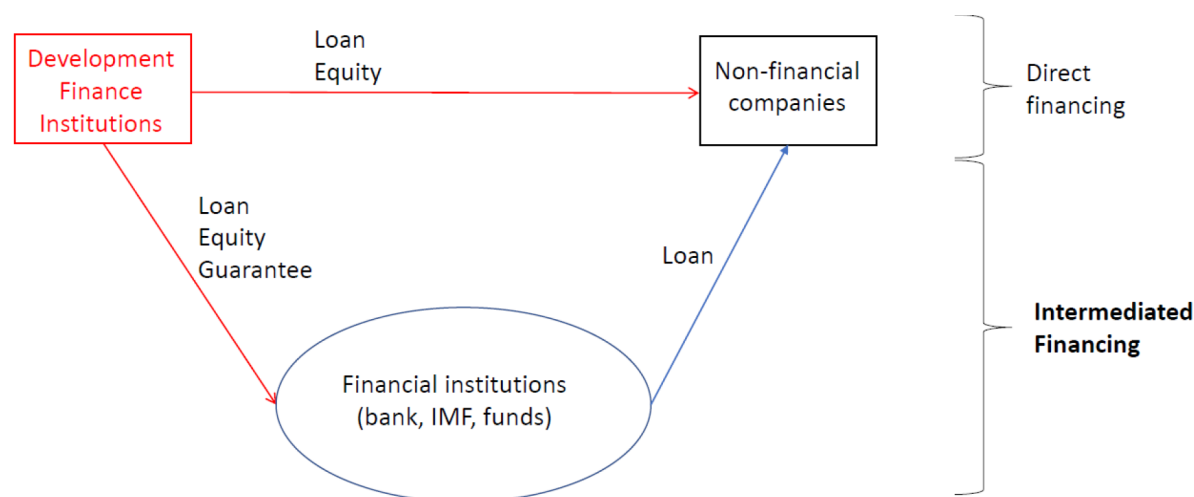 Development
Finance
Institutions
Loan
Equity
Non-financial
companies
Direct
financing
Loan
Equity
Guarantee
Loan
Intermediated
Financing
Financial institutions
(bank, IMF, funds)